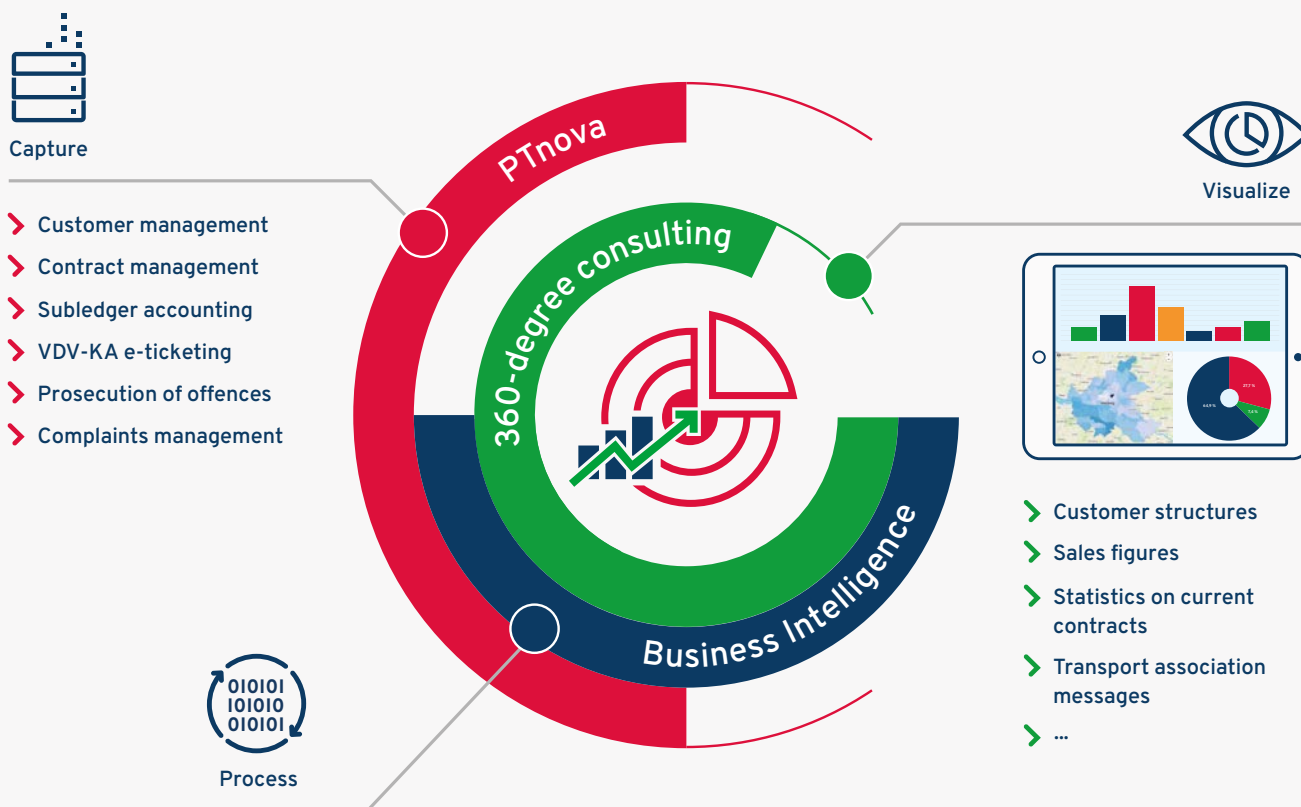 Capture
Customer management
Contract management
Subledger accounting
VDV-KA e-ticketing
Prosecution of offences
Complaints management
PTnova
360-degree consulting
Business Intelligence
010101
101010
010101
Process
Visualize
Customer structures
Sales figures
Statistics on current
contracts
Transport association
messages
...